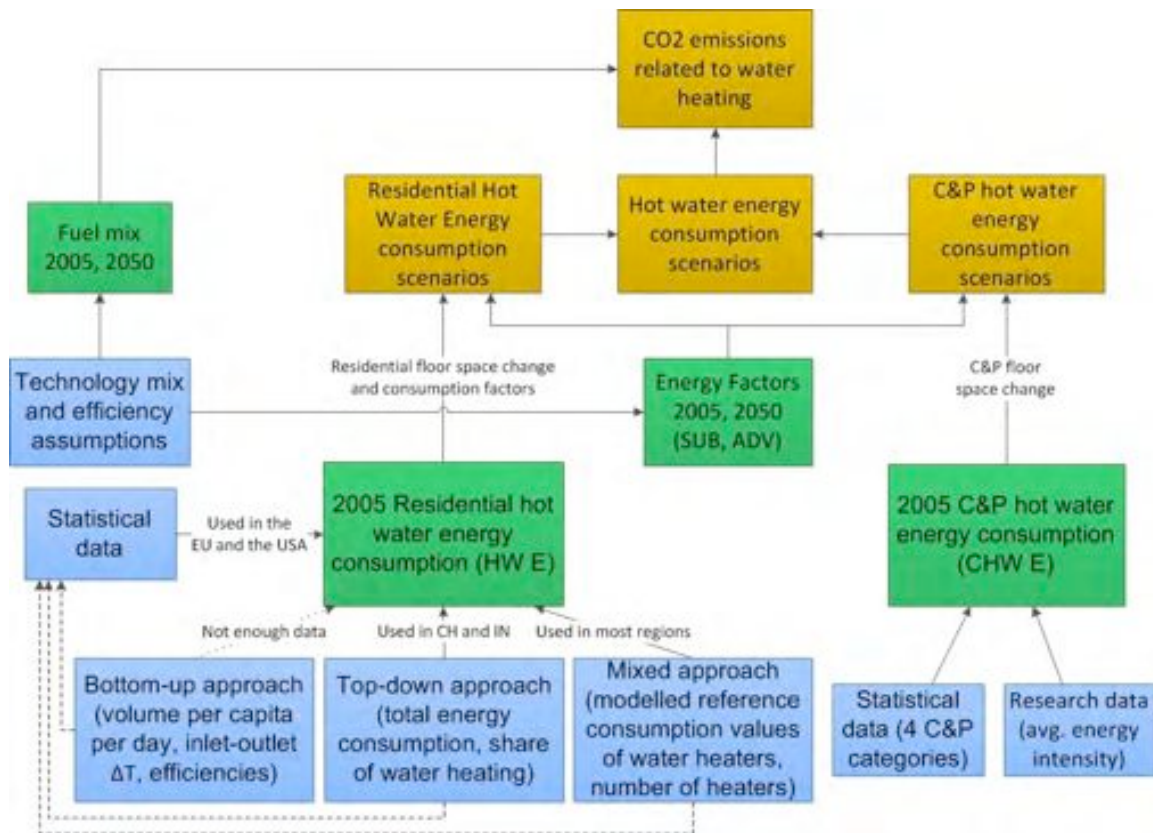 CO2 emissions
related to water
heating
Fuel mix
2005, 2050
Residential Hot
Water Energy
consumption
scenarios
Hot water energy
consumption
scenarios
C&P hot water
energy
consumption
scenarios
Technology mix
and efficiency
assumptions
Residential floor space change
and consumption factors
Energy Factors
2005, 2050
(SUB, ADV)
C&P floor
space change
Statistical
data
Used in the
EU and the USA
2005 Residential hot
water energy
consumption (HW E)
2005 C&P hot water
energy consumption
(CHW E)
Not enough data
Used in CH and IN
Used in most regions
Bottom-up approach
(volume per capita
per day, inlet-outlet
ΔT, efficiencies)
Top-down approach
(total energy
consumption, share
of water heating)
Mixed approach
(modelled reference
consumption values
of water heaters,
number of heaters)
Statistical
data (4 C&P
categories)
Research data
(avg. energy
intensity)